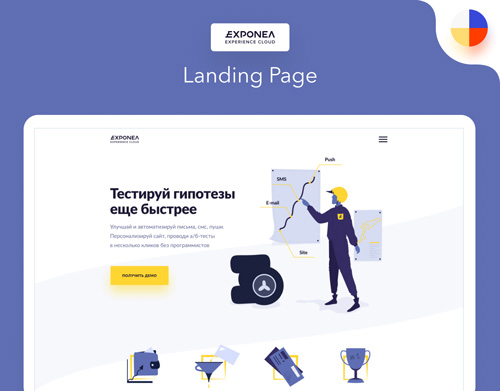 EXPONEA
EXPERIENCE CLOUD
Landing Page
EXPONEA
EXPERIENCE CLOUD
Push
SMS
E-mail
Site
Тестируй гипотезы
еще быстрее
Улучшай и автоматизируй письма, смс, пуши.
Персонализируй сайт, проводи а/б-тесты
в несколько кликов без программистов
ПОЛУЧИТЬ ДЕМО